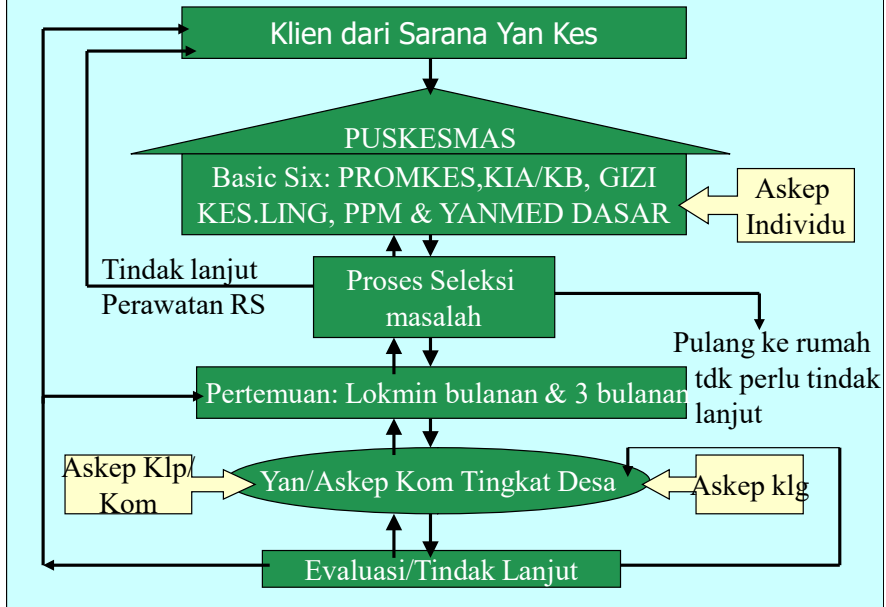 Klien dari Sarana Yan Kes
PUSKESMAS
Basic Six: PROMKES,KIA/KB, GIZI
KES.LING, PPM & YANMED DASAR
Askep
Individu
Tindak lanjut
Perawatan RS
Proses Seleksi
masalah
Pulang ke rumah
tdk perlu tindak
lanjut
Pertemuan: Lokmin bulanan & 3 bulanan
Askep Klp/
Kom
Yan/Askep Kom Tingkat Desa
Askep klg
Evaluasi/Tindak Lanjut